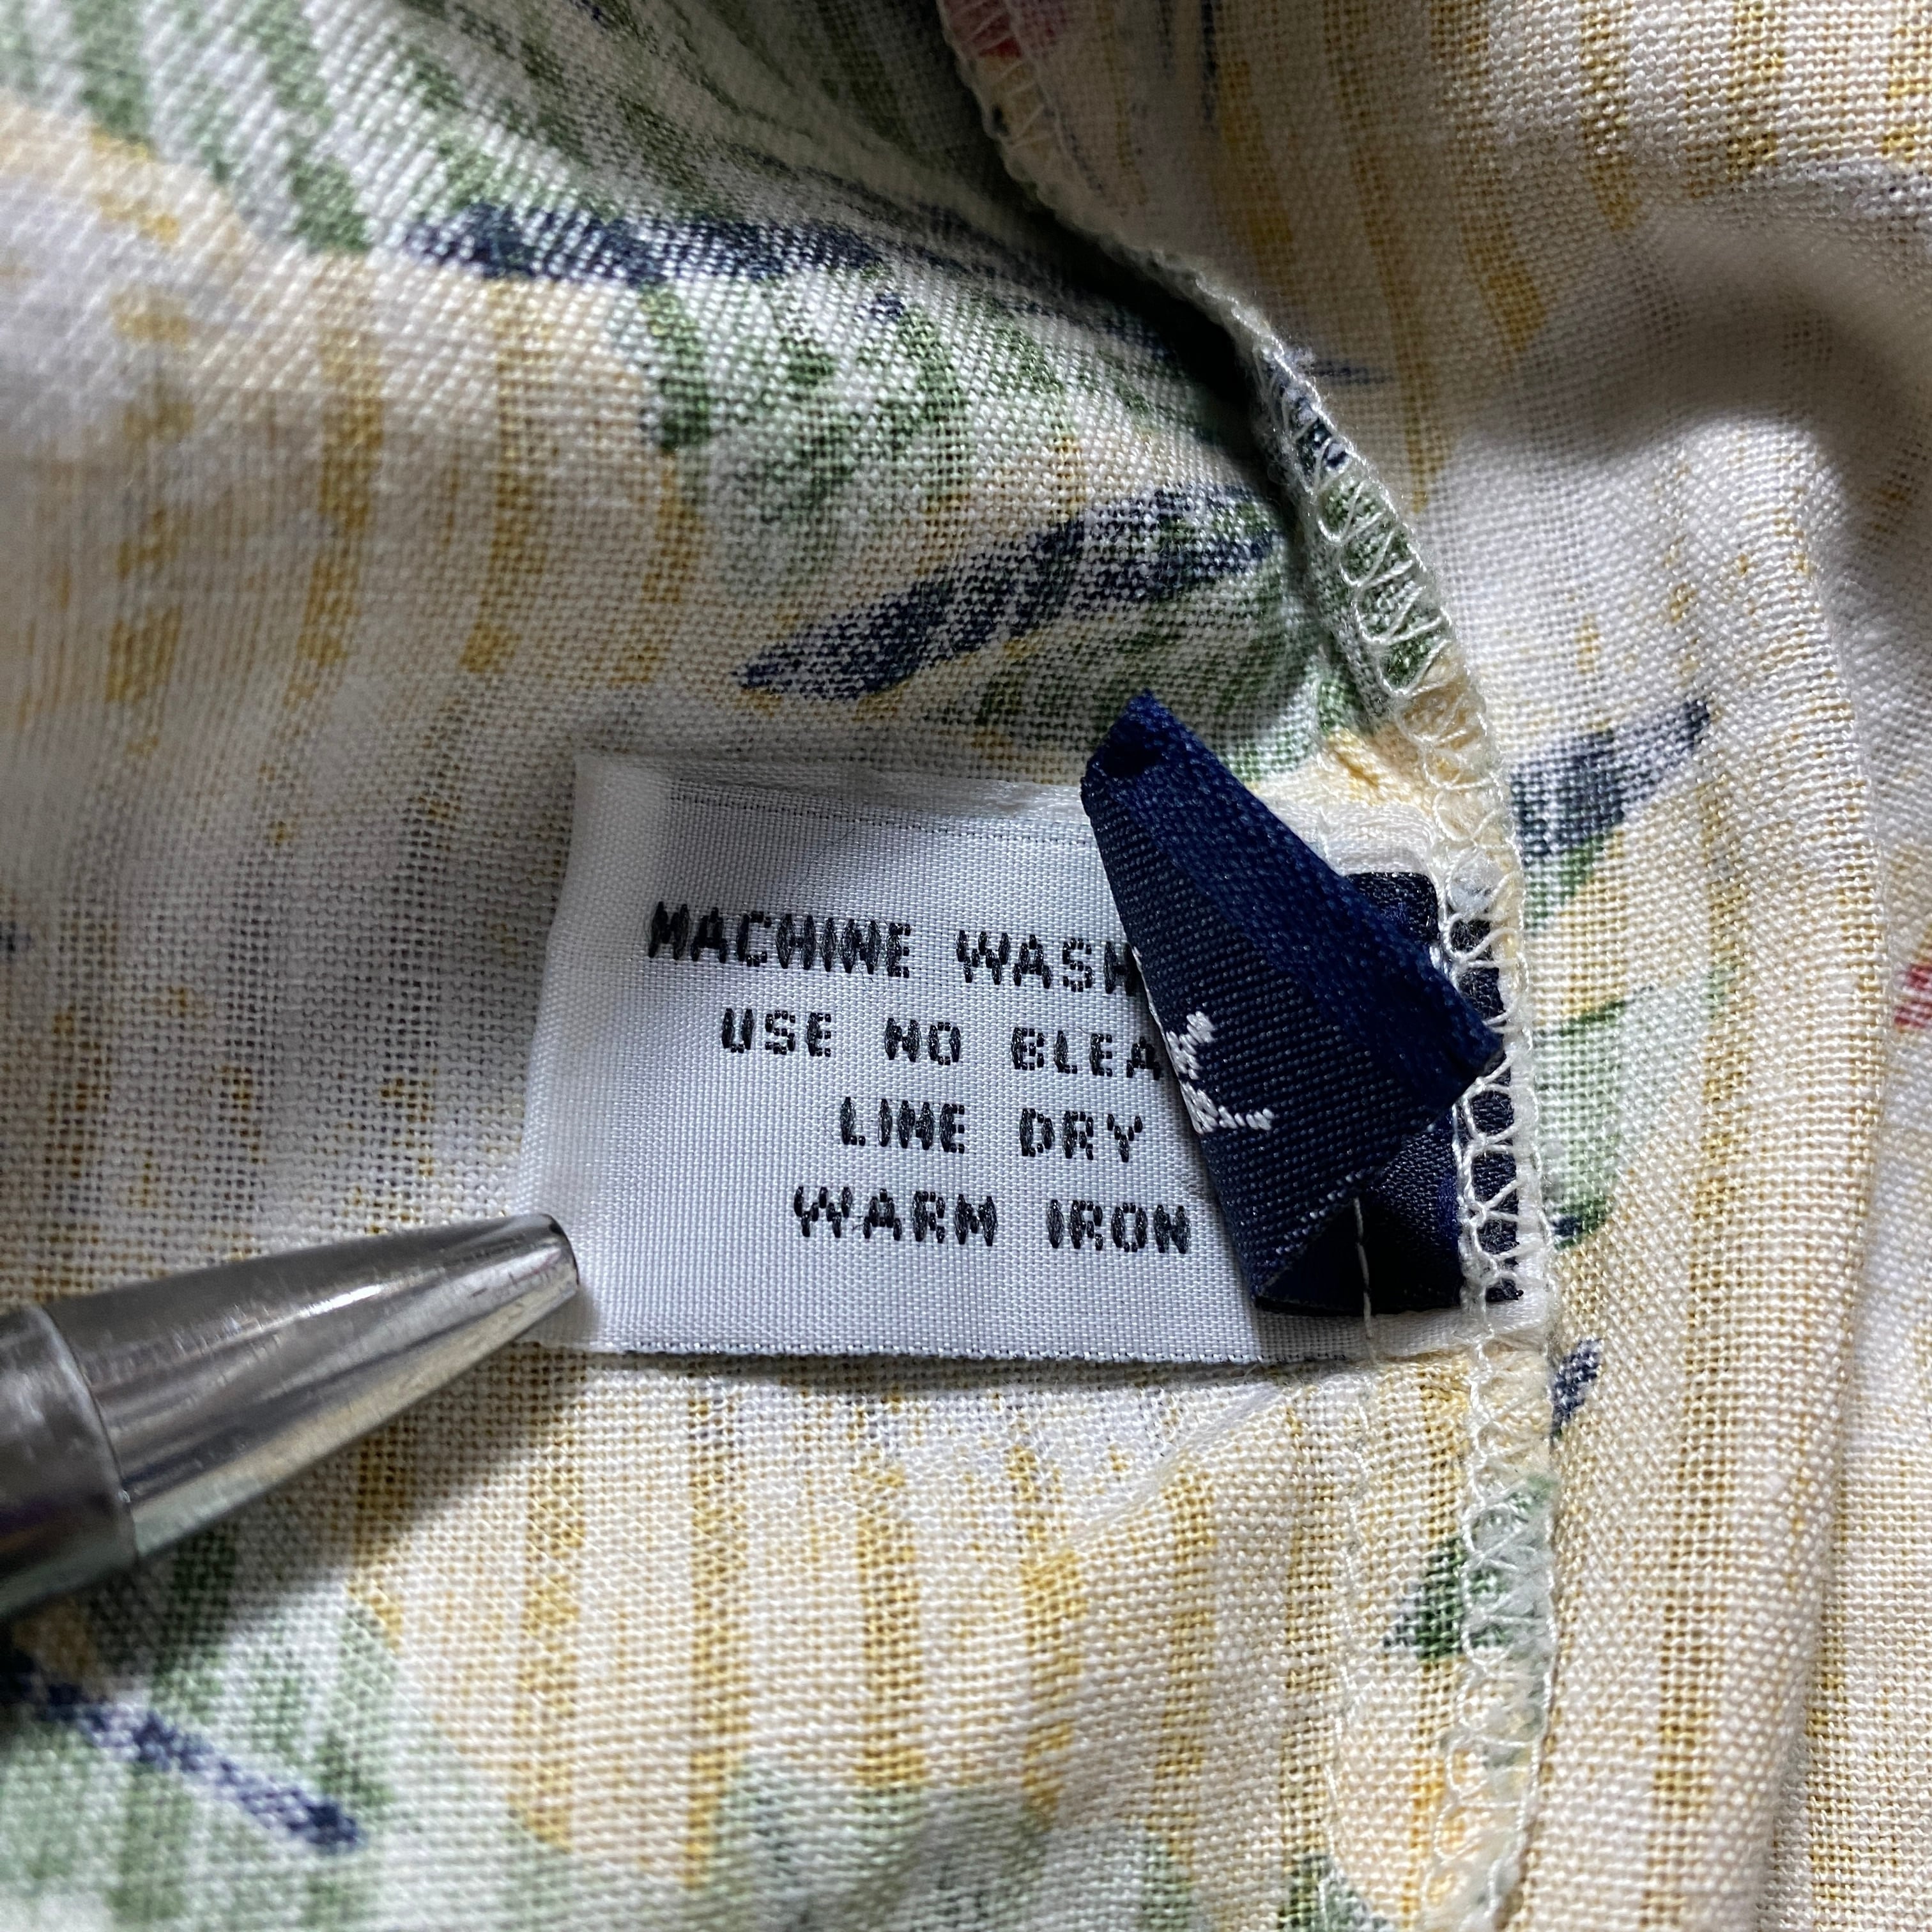 MACHINE WASH
USE NO BLEA
LINE DRY
WARM IRON